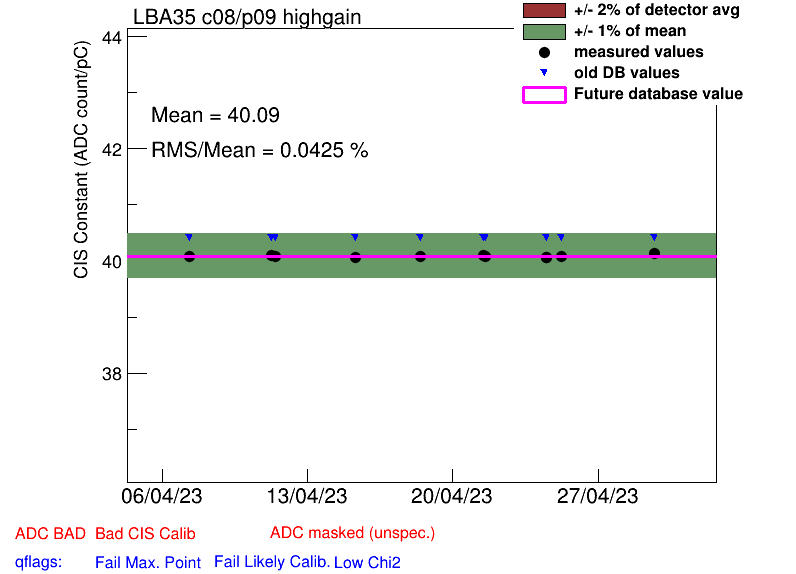 LBA35 c08/p09 highgain
+/- 2% of detector avg
+/- 1% of mean
measured values
old DB values
Future database value
CIS Constant (ADC count/pC)
44
42
40
38
Mean = 40.09
RMS/Mean = 0.0425 %
06/04/23 13/04/23 20/04/23 27/04/23
ADC BAD Bad CIS Calib ADC masked (unspec.)
qflags: Fail Max. Point Fail Likely Calib. Low Chi2